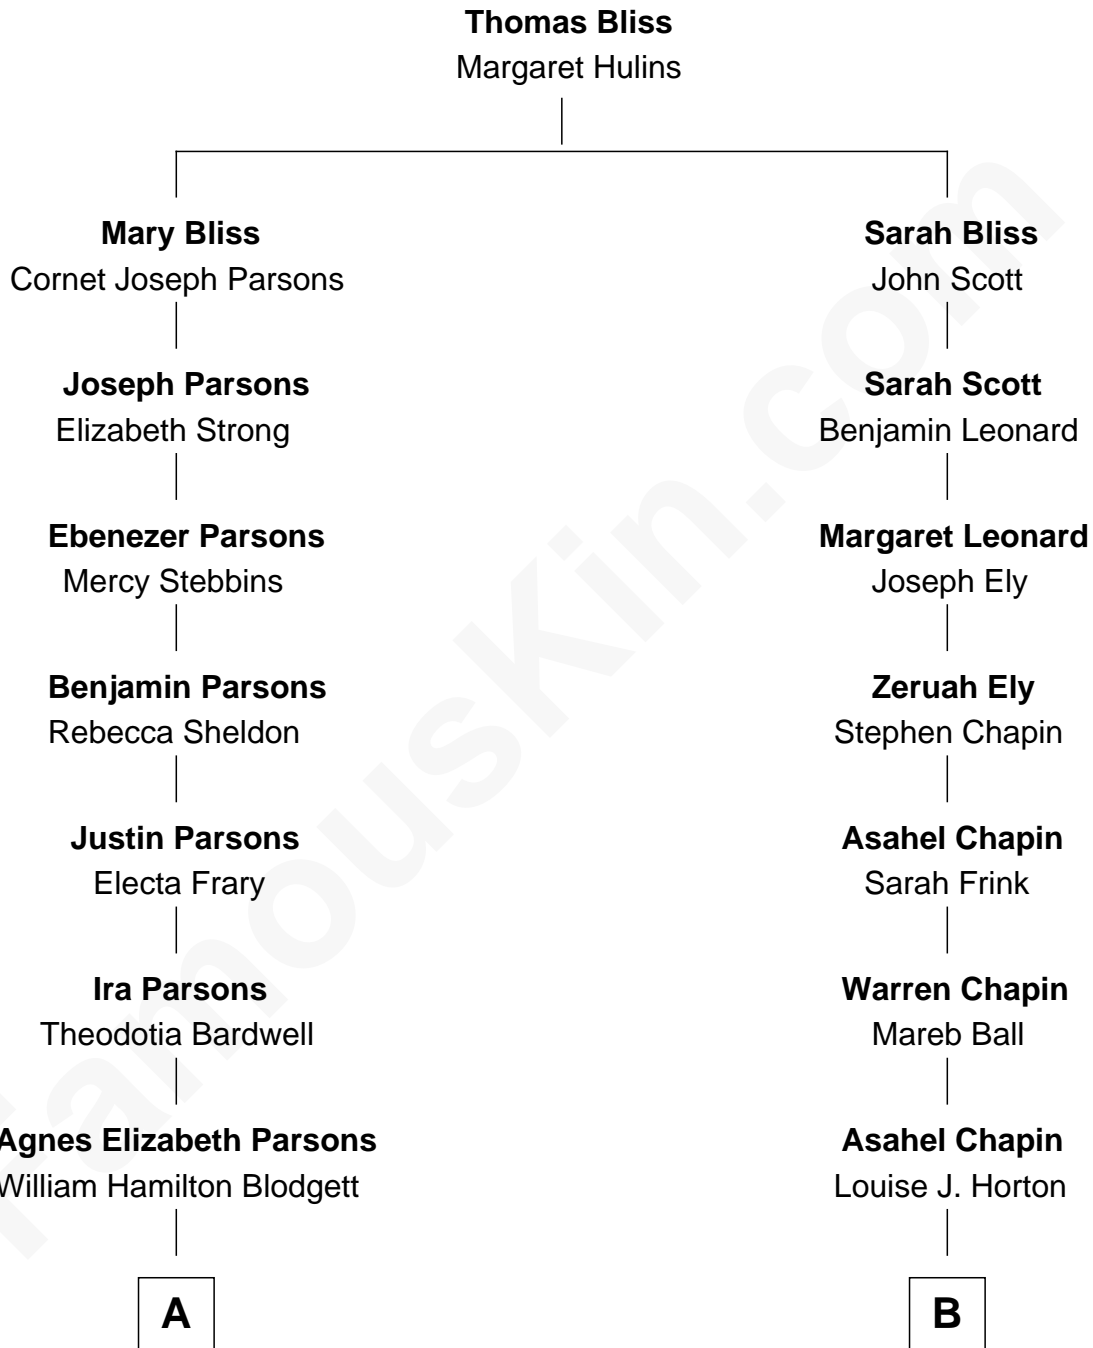 Thomas Bliss
Margaret Hulins
Mary Bliss
Cornet Joseph Parsons
Sarah Bliss
John Scott
Joseph Parsons
Elizabeth Strong
Sarah Scott
Benjamin Leonard
Ebenezer Parsons
Mercy Stebbins
Margaret Leonard
Joseph Ely
Benjamin Parsons
Rebecca Sheldon
Zeruah Ely
Stephen Chapin
Justin Parsons
Electa Frary
Asahel Chapin
Sarah Frink
Ira Parsons
Theodotia Bardwell
Warren Chapin
Mareb Ball
Agnes Elizabeth Parsons
William Hamilton Blodgett
Asahel Chapin
Louise J. Horton
A
B
FamousKin.com